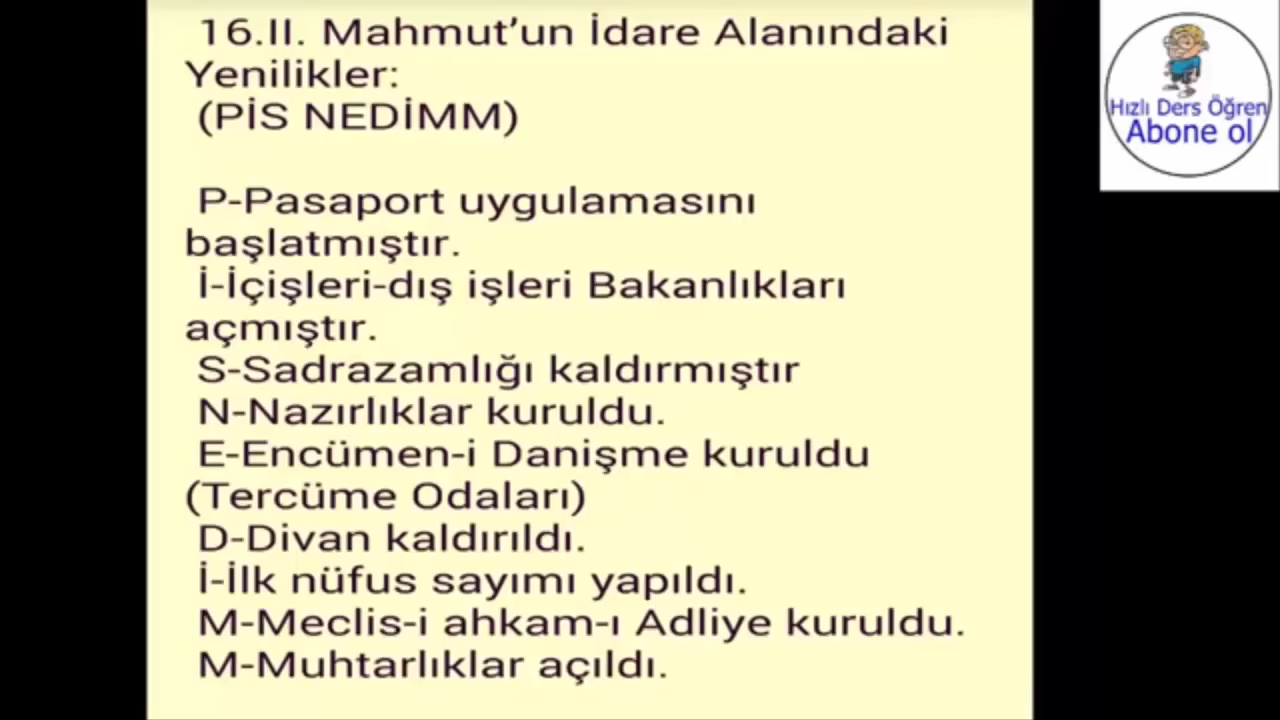 16.II. Mahmut’un İdare Alanındaki
Yenilikler:
(PİS NEDİMM)
P-Pasaport uygulamasını
başlatmıştır.
İ-İçişleri-dış işleri Bakanlıkları
açmıştır.
S-Sadrazamlığı kaldırmıştır
N-Nazırlıklar kuruldu.
E-Encümen-i Danişme kuruldu
(Tercüme Odaları)
D-Divan kaldırıldı.
İ-İlk nüfus sayımı yapıldı.
M-Meclis-i ahkam-ı Adliye kuruldu.
M-Muhtarlıklar açıldı.
Hızlı Ders Öğren
Abone ol